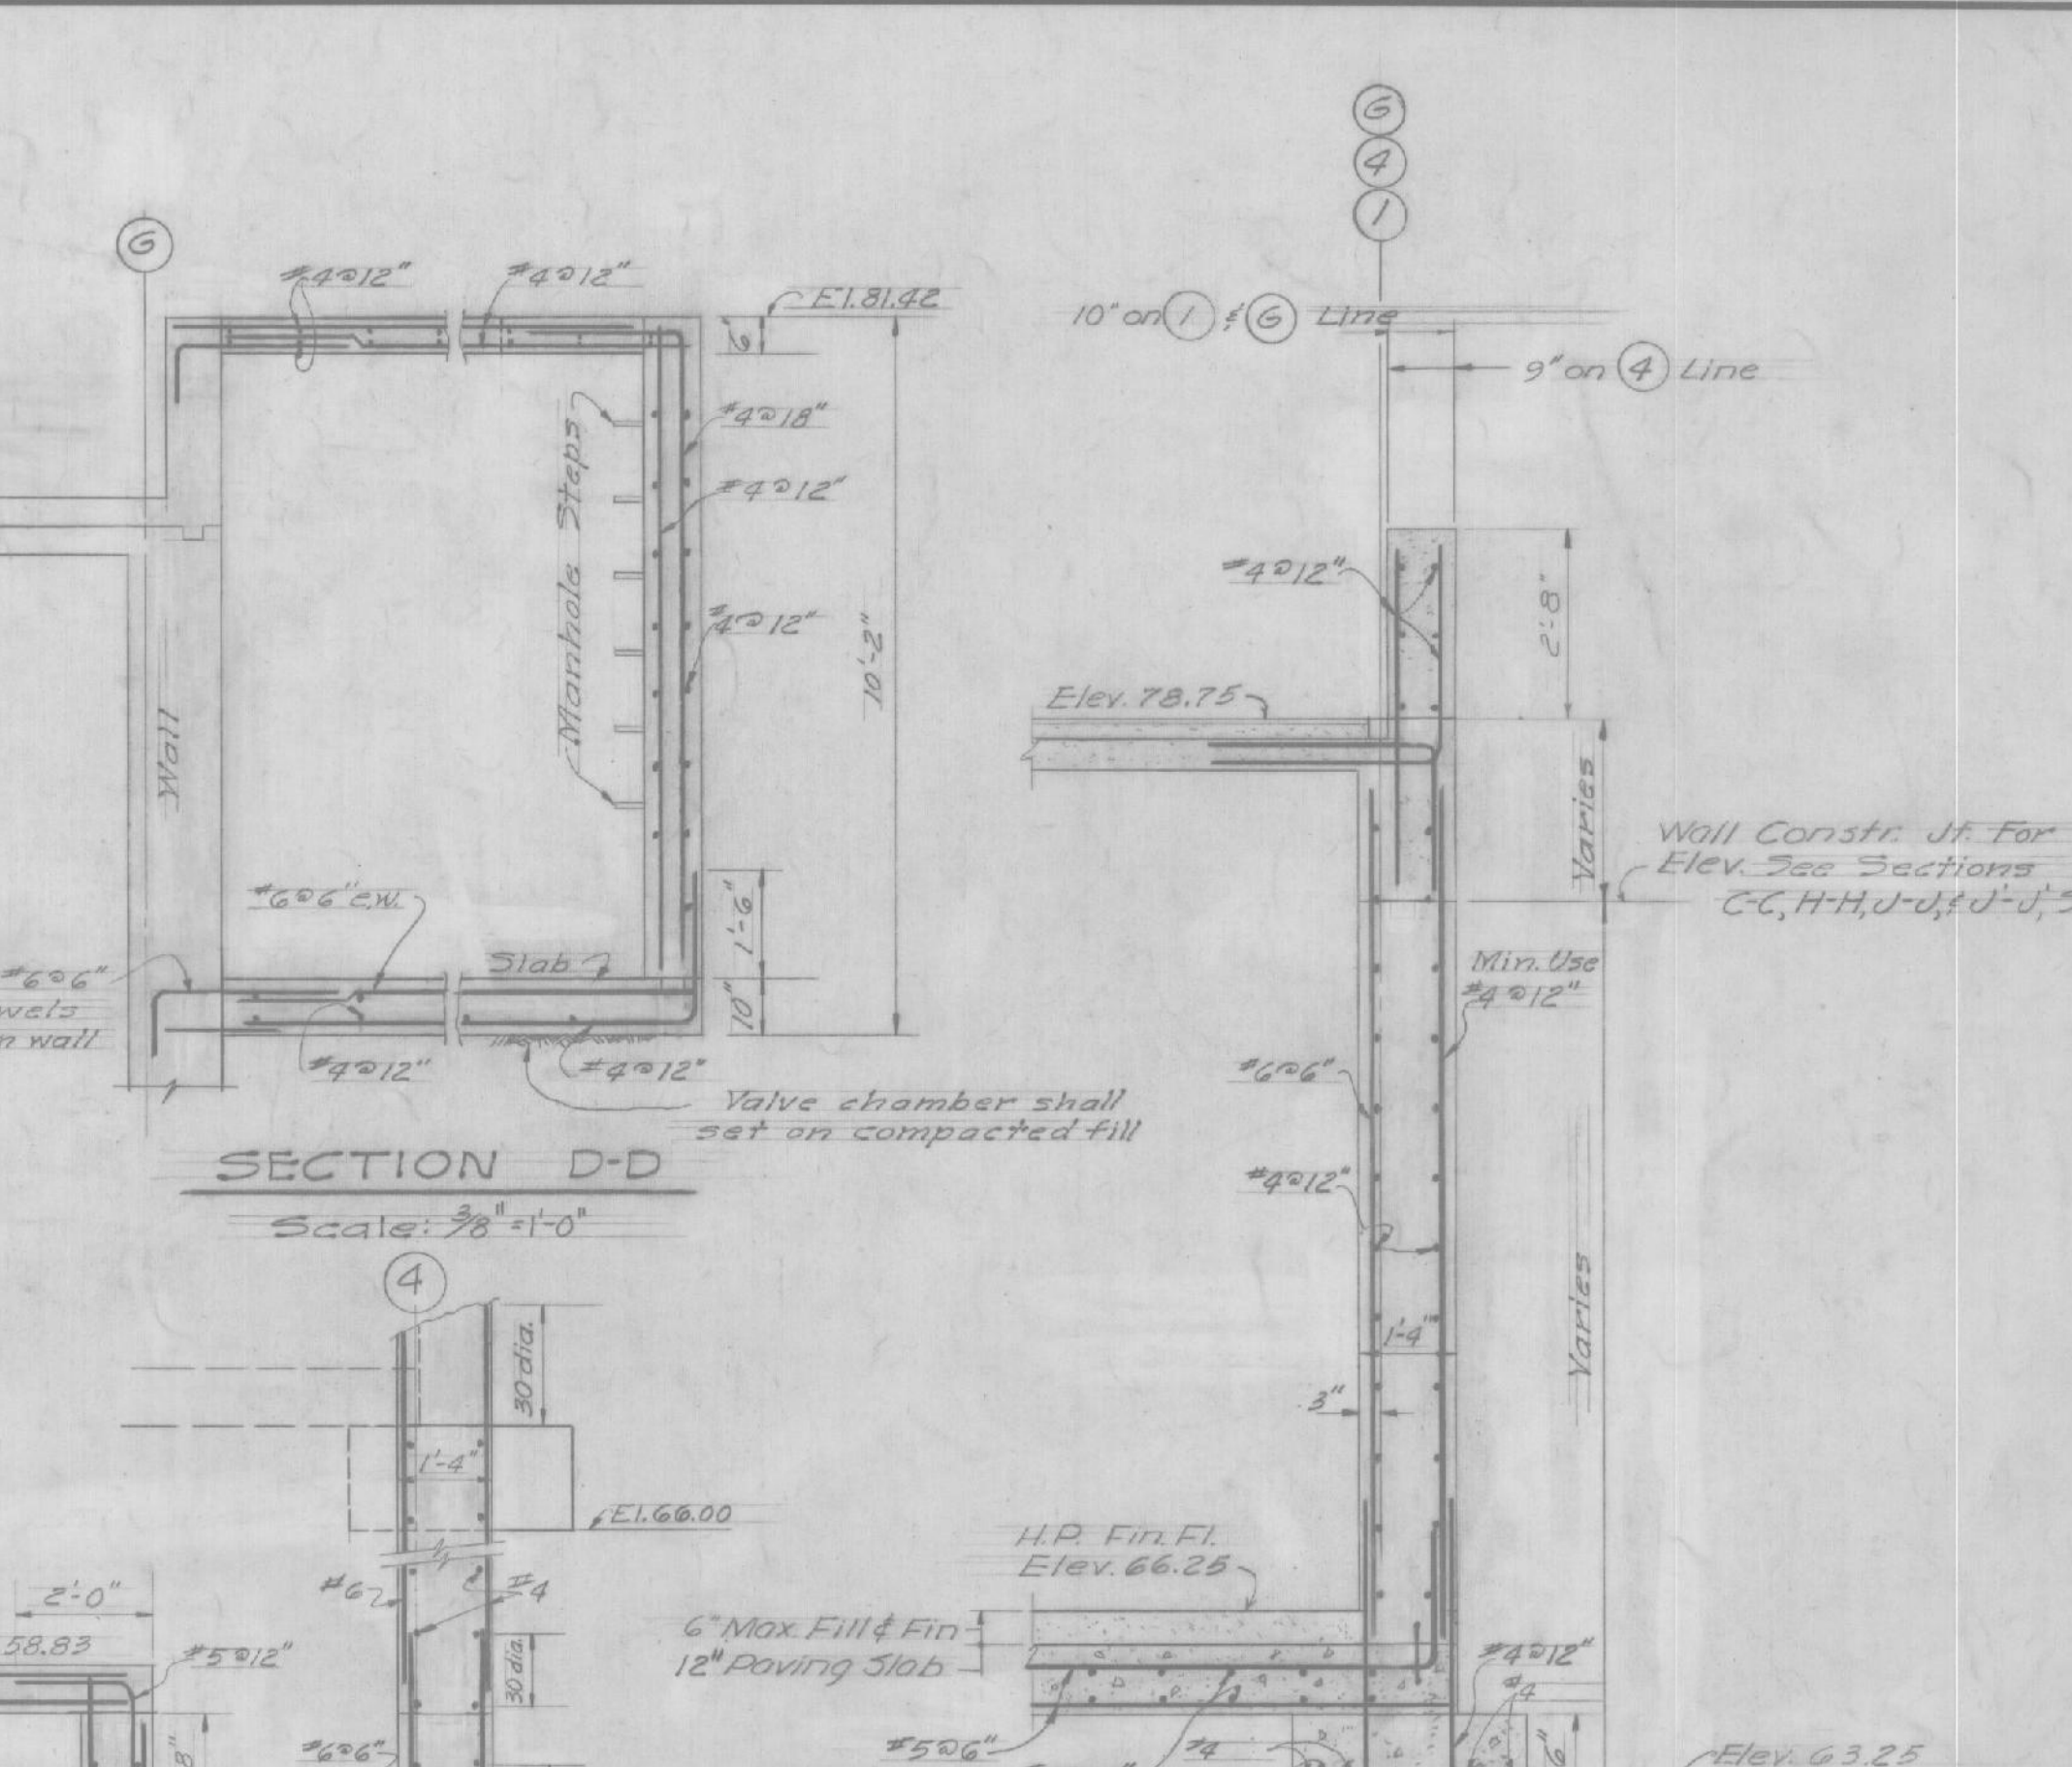 G
4
1
G
#4@12"
#4@12"
El. 81.42
6"
10" on 1 & G Line
9" on 4 Line
#4@18"
#4@12"
#4@12"
Manhole Steps
10'-2"
Wall
#4@12"
2'-8"
Elev. 78.75
Varies
Wall Constr. Jt. For
Elev. See Sections
C-C, H-H, J-J, & J'-J',
#6@6" e.w.
1'-6"
Slab
10"
#6@6"
wels
n wall
#4@12"
#4@12"
Valve chamber shall
set on compacted fill
Min. Use
#4@12"
#6@6"
#4@12"
SECTION D-D
Scale: 3/8" = 1'-0"
4
30 dia.
1'-4"
El. 66.00
#6
#4
30 dia.
#6@6"
2'-0"
58.83
#5@12"
8"
Varies
1'-4"
3"
H.P. Fin. Fl.
Elev. 66.25
6" Max. Fill & Fin
12" Paving Slab
#4@12"
#4
#5@6"
#4
6"
Elev. 63.25